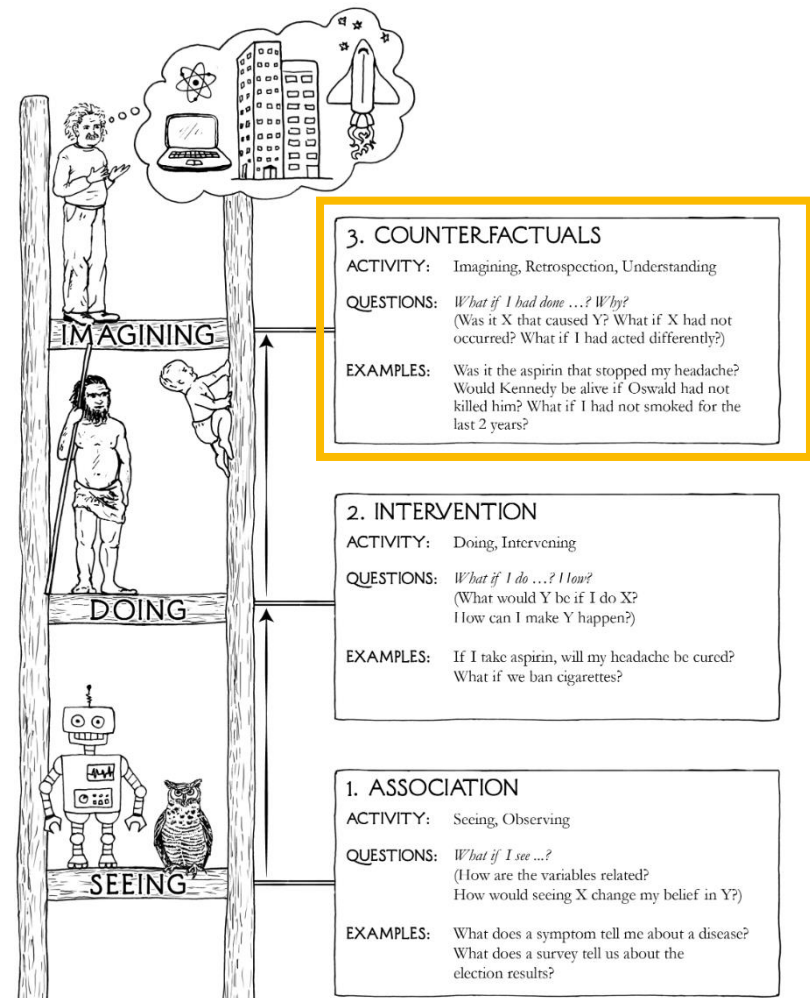 3. COUNTERFACTUALS
ACTIVITY: Imagining, Retrospection, Understanding
QUESTIONS: What if I had done …? Why?
(Was it X that caused Y? What if X had not
occurred? What if I had acted differently?)
EXAMPLES: Was it the aspirin that stopped my headache?
Would Kennedy be alive if Oswald had not
killed him? What if I had not smoked for the
last 2 years?
IMAGINING
2. INTERVENTION
ACTIVITY: Doing, Intervening
QUESTIONS: What if I do …? How?
(What would Y be if I do X?
How can I make Y happen?)
EXAMPLES: If I take aspirin, will my headache be cured?
What if we ban cigarettes?
DOING
1. ASSOCIATION
ACTIVITY: Seeing, Observing
QUESTIONS: What if I see ...?
(How are the variables related?
How would seeing X change my belief in Y?)
EXAMPLES: What does a symptom tell me about a disease?
What does a survey tell us about the
election results?
SEEING